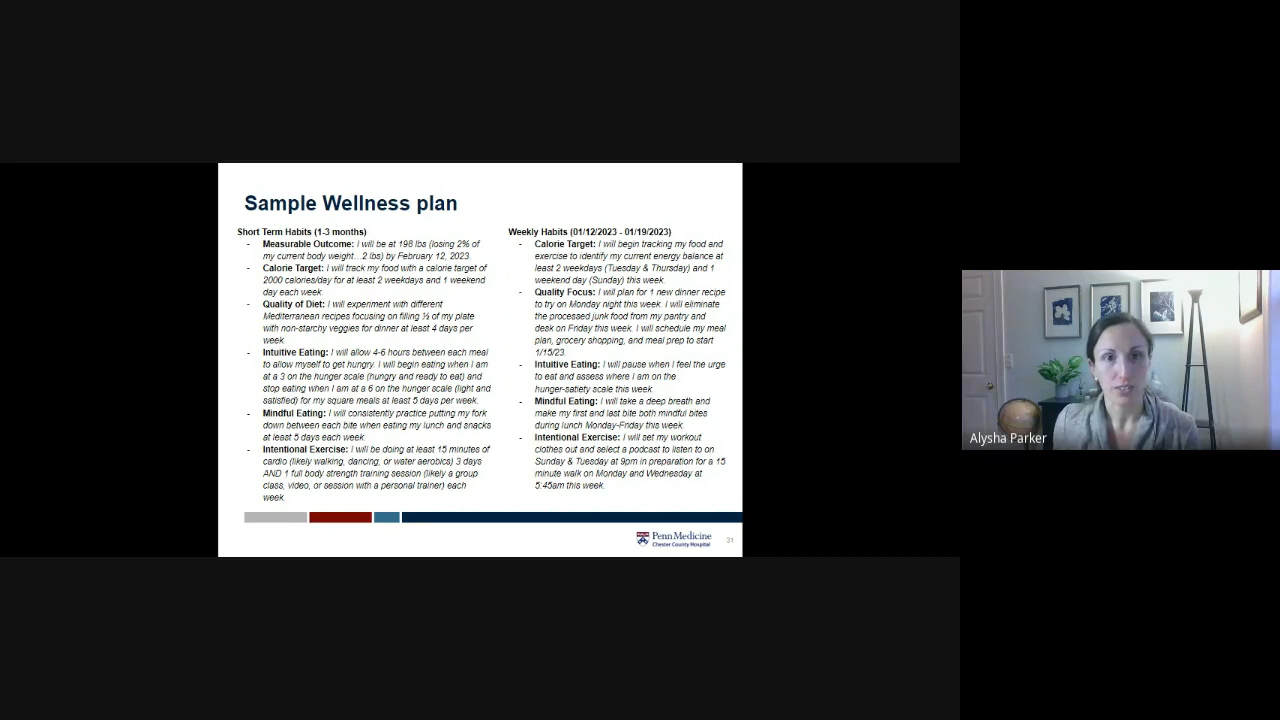 Sample Wellness plan
Short Term Habits (1-3 months)
- Measurable Outcome: I will be at 198 lbs (losing 2% of
my current body weight…2 lbs) by February 12, 2023.
- Calorie Target: I will track my food with a calorie target of
2000 calories/day for at least 2 weekdays and 1 weekend
day each week.
- Quality of Diet: I will experiment with different
Mediterranean recipes focusing on filling ½ of my plate
with non-starchy veggies for dinner at least 4 days per
week.
- Intuitive Eating: I will allow 4-6 hours between each meal
to allow myself to get hungry. I will begin eating when I am
at a 3 on the hunger scale (hungry and ready to eat) and
stop eating when I am at a 6 on the hunger scale (light and
satisfied) for my square meals at least 5 days per week.
- Mindful Eating: I will consistently practice putting my fork
down between each bite when eating my lunch and snacks
at least 5 days each week.
- Intentional Exercise: I will be doing at least 15 minutes of
cardio (likely walking, dancing, or water aerobics) 3 days
AND 1 full body strength training session (likely a group
class, video, or session with a personal trainer) each
week.
Weekly Habits (01/12/2023 - 01/19/2023)
- Calorie Target: I will begin tracking my food and
exercise to identify my current energy balance at
least 2 weekdays (Tuesday & Thursday) and 1
weekend day (Sunday) this week.
- Quality Focus: I will plan for 1 new dinner recipe
to try on Monday night this week. I will eliminate
the processed junk food from my pantry and
desk on Friday this week. I will schedule my meal
plan, grocery shopping, and meal prep to start
1/15/23.
- Intuitive Eating: I will pause when I feel the urge
to eat and assess where I am on the
hunger-satiety scale this week.
- Mindful Eating: I will take a deep breath and
make my first and last bite both mindful bites
during lunch Monday-Friday this week.
- Intentional Exercise: I will set my workout
clothes out and select a podcast to listen to on
Sunday & Tuesday at 9pm in preparation for a 15
minute walk on Monday and Wednesday at
5:45am this week.
Penn Medicine
Chester County Hospital
31
Alysha Parker